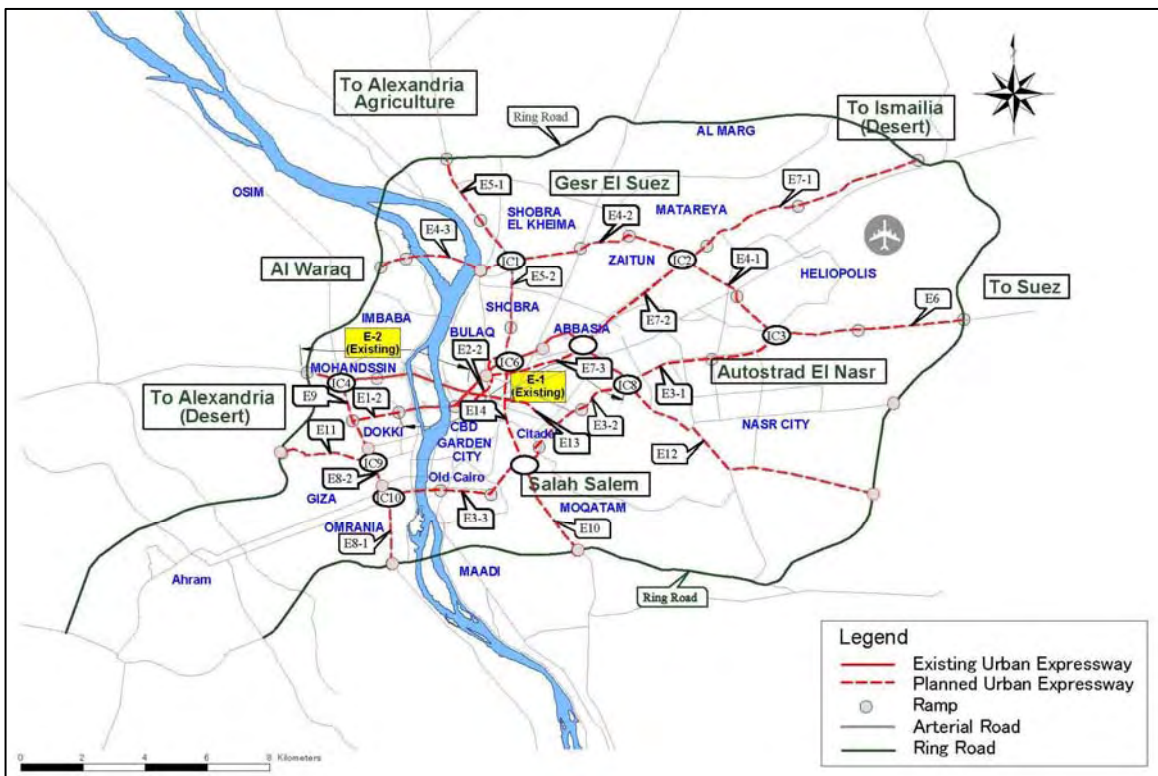 To Alexandria
Agriculture
Ring Road
AL MARG
To Ismailia
(Desert)
OSIM
E5-1
Gesr El Suez
E7-1
SHOBRA
EL KHEIMA
E4-2
MATAREYA
E4-3
Al Waraq
IC1
ZAITUN
IC2
E4-1
HELIOPOLIS
E5-2
To Suez
E6
SHOBRA
IMBABA
E7-2
E-2
(Existing)
BULAQ
ABBASIA
IC3
E2-2
MOHANDSSIN
IC6
E7-3
Autostrad El Nasr
IC4
E-1
(Existing)
IC8
E3-1
To Alexandria
(Desert)
E9
E1-2
E14
E3-2
E13
E11
DOKKI
CBD
GARDEN
CITY
Citad
NASR CITY
E12
IC9
E8-2
Old Cairo
Salah Salem
GIZA
IC10
E3-3
MOQATAM
OMRANIA
E10
E8-1
MAADI
Ahram
Ring Road
Legend
Existing Urban Expressway
Planned Urban Expressway
Ramp
Arterial Road
Ring Road
0 2 4 6 8 Kilometers